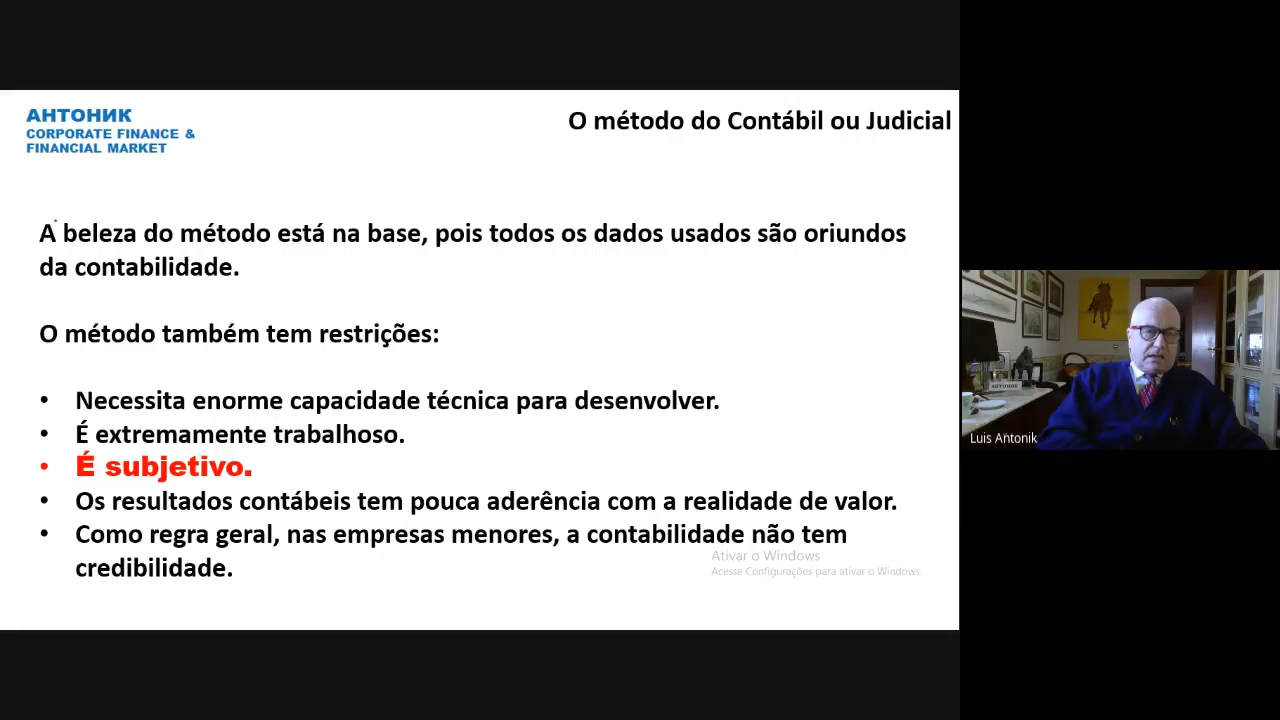 АНТОНИК
CORPORATE FINANCE &
FINANCIAL MARKET
O método do Contábil ou Judicial
A beleza do método está na base, pois todos os dados usados são oriundos
da contabilidade.
O método também tem restrições:
• Necessita enorme capacidade técnica para desenvolver.
• É extremamente trabalhoso.
• É subjetivo.
• Os resultados contábeis tem pouca aderência com a realidade de valor.
• Como regra geral, nas empresas menores, a contabilidade não tem
credibilidade.
Ativar o Windows
Acesse Configurações para ativar o Windows.
АНТОНИК
Luis Antonik